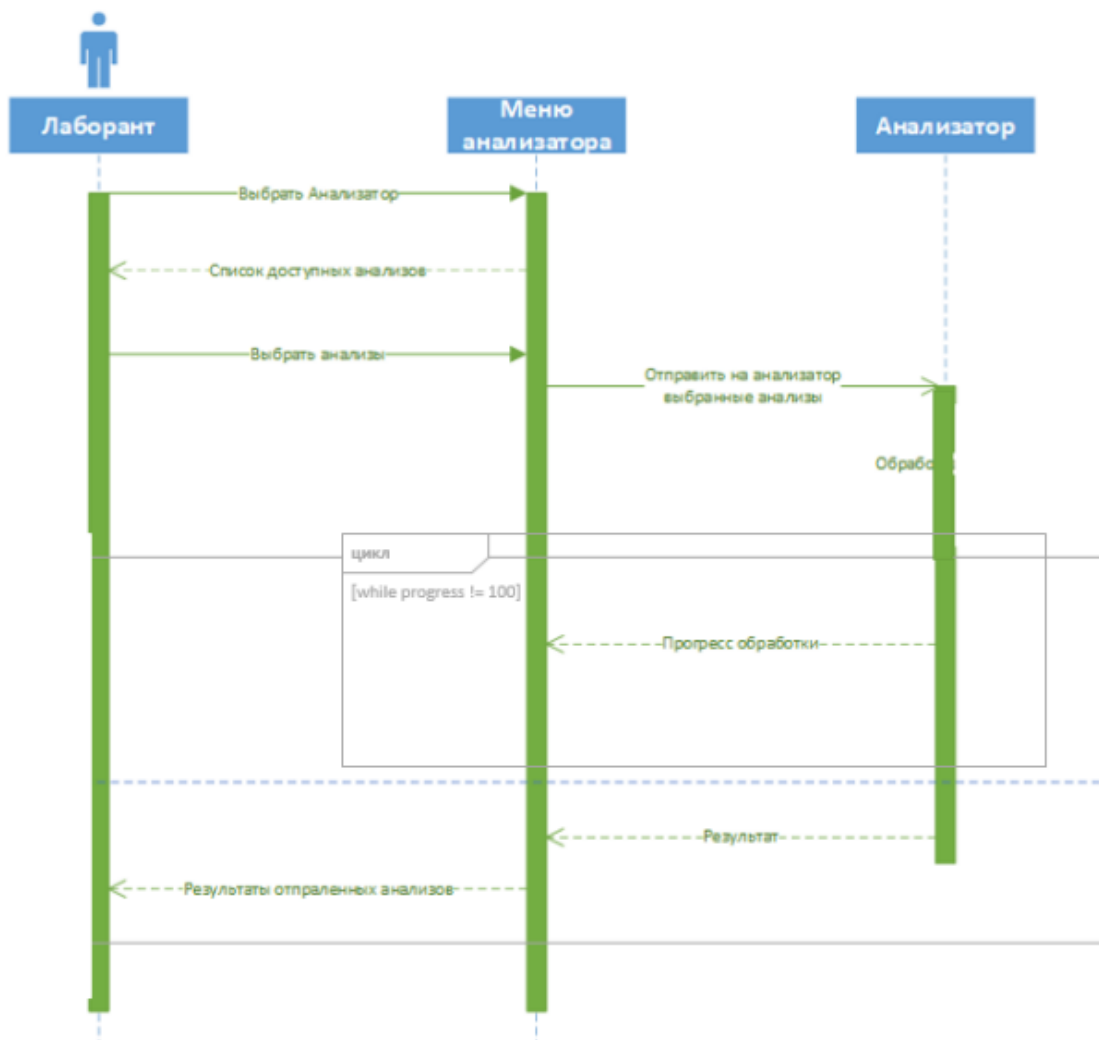 Лаборант
Меню
анализатора
Анализатор
Выбрать Анализатор
Список доступных анализов
Выбрать анализы
Отправить на анализатор
выбранные анализы
цикл
[while progress != 100]
Прогресс обработки
Результат
Результаты отпраленных анализов